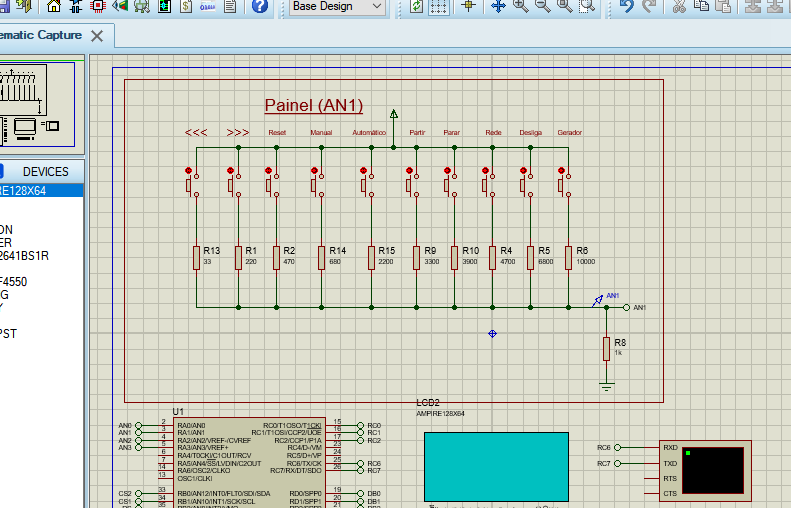 Base Design
ematic Capture
DEVICES
RE128X64
ON
ER
2641BS1R
F4550
G
Y
PST
Painel (AN1)
<<< >>> Reset Manual Automático Partir Parar Rede Desliga Gerador
R13 R1 R2 R14 R15 R9 R10 R4 R5 R6
33 220 470 680 2200 3300 3900 4700 6800 10000
AN1
AN1
R8
1k
LCD2
AMPIRE128X64
U1
AN0 2 RA0/AN0 RC0/T1OSO/T1CKI 15 RC0
AN1 3 RA1/AN1 RC1/T1OSI/CCP2/UOE 16 RC1
AN2 4 RA2/AN2/VREF-/CVREF RC2/CCP1/P1A 17 RC2
AN3 5 RA3/AN3/VREF+ RC4/D-/VM 23
6 RA4/T0CKI/C1OUT/RCV RC5/D+/VP 24
7 RA5/AN4/SS/LVDIN/C2OUT RC6/TX/CK 25 RC6
14 RA6/OSC2/CLKO RC7/RX/DT/SDO 26 RC7
13 OSC1/CLKI
CS2 33 RB0/AN12/INT0/FLT0/SDI/SDA RD0/SPP0 19 DB0
CS1 34 RB1/AN10/INT1/SCK/SCL RD1/SPP1 20 DB1
35
RC6 RXD
RC7 TXD
RTS
CTS